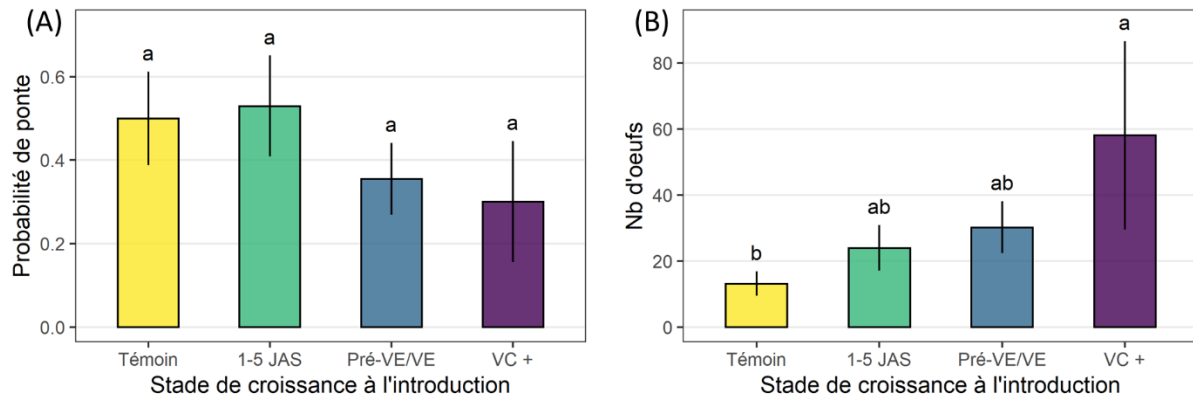 (A)
Probabilité de ponte
0.6
0.4
0.2
0.0
a
a
a
a
Témoin
1-5 JAS
Pré-VE/VE
VC +
Stade de croissance à l'introduction
(B)
Nb d'oeufs
80
60
40
20
0
b
ab
ab
a
Témoin
1-5 JAS
Pré-VE/VE
VC +
Stade de croissance à l'introduction